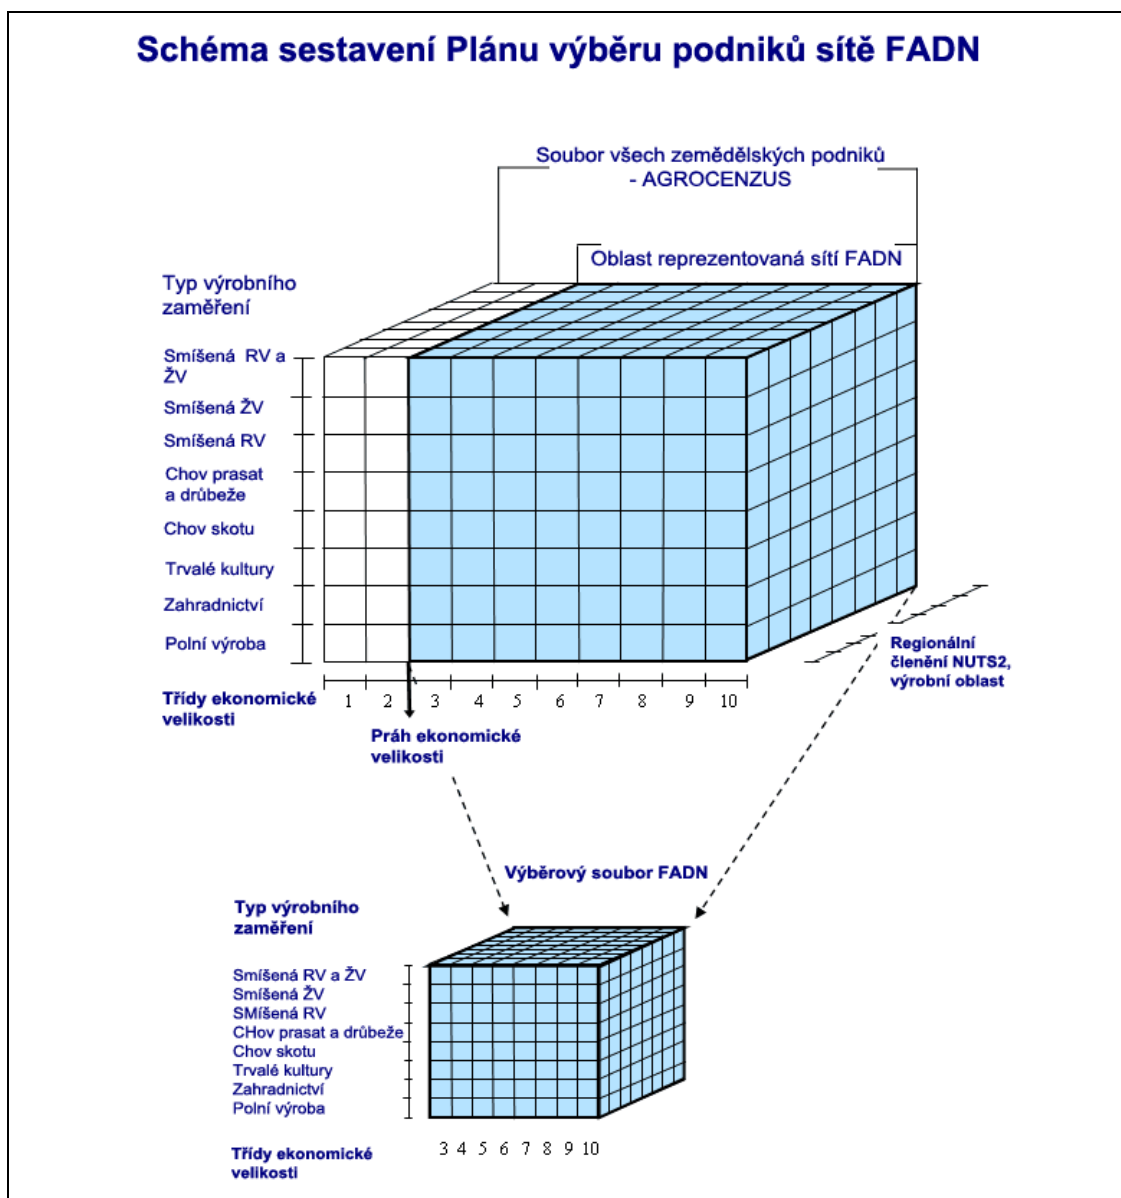 Schéma sestavení Plánu výběru podniků sítě FADN
Soubor všech zemědělských podniků
- AGROCENZUS
Oblast reprezentovaná sítí FADN
Typ výrobního
zaměření
Smíšená RV a
ŽV
Smíšená ŽV
Smíšená RV
Chov prasat
a drůbeže
Chov skotu
Trvalé kultury
Zahradnictví
Polní výroba
Regionální
členění NUTS2,
výrobní oblast
Třídy ekonomické
velikosti
1 2 3 4 5 6 7 8 9 10
Práh ekonomické
velikosti
Výběrový soubor FADN
Typ výrobního
zaměření
Smíšená RV a ŽV
Smíšená ŽV
SMíšená RV
CHov prasat a drůbeže
Chov skotu
Trvalé kultury
Zahradnictví
Polní výroba
3 4 5 6 7 8 9 10
Třídy ekonomické
velikosti